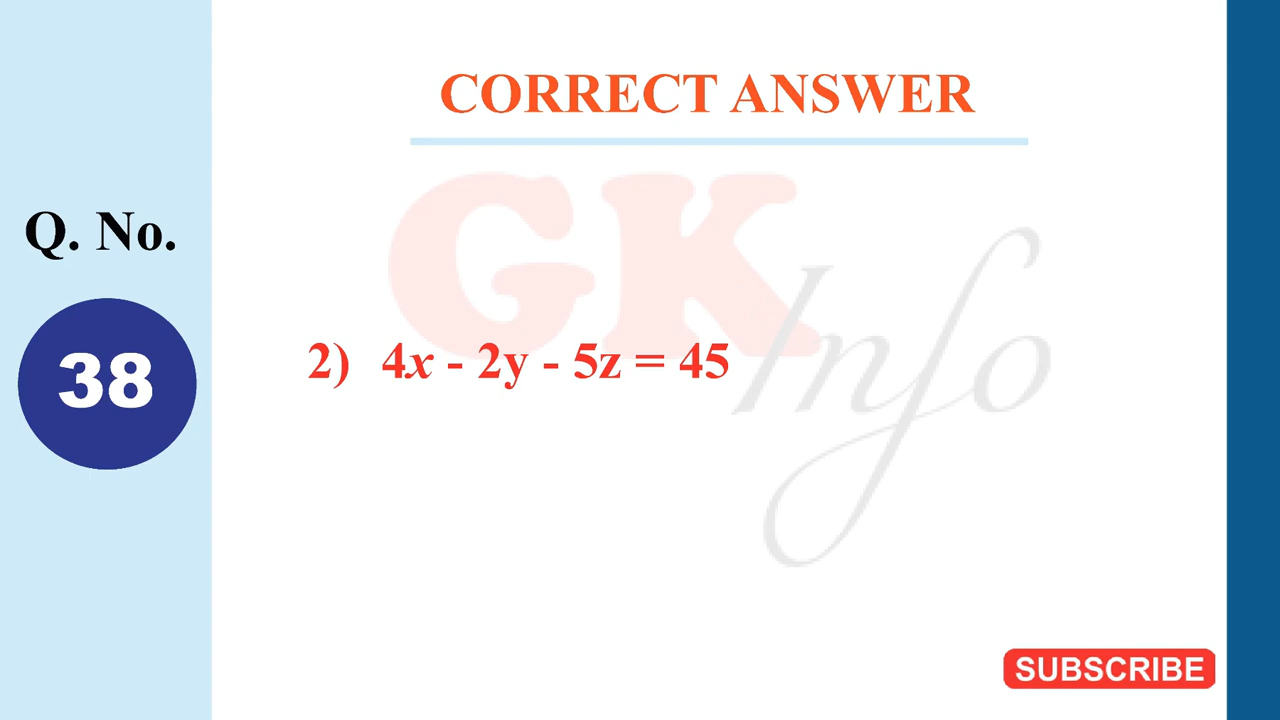 CORRECT ANSWER
GK Info
Q. No.
38
2) 4x - 2y - 5z = 45
SUBSCRIBE